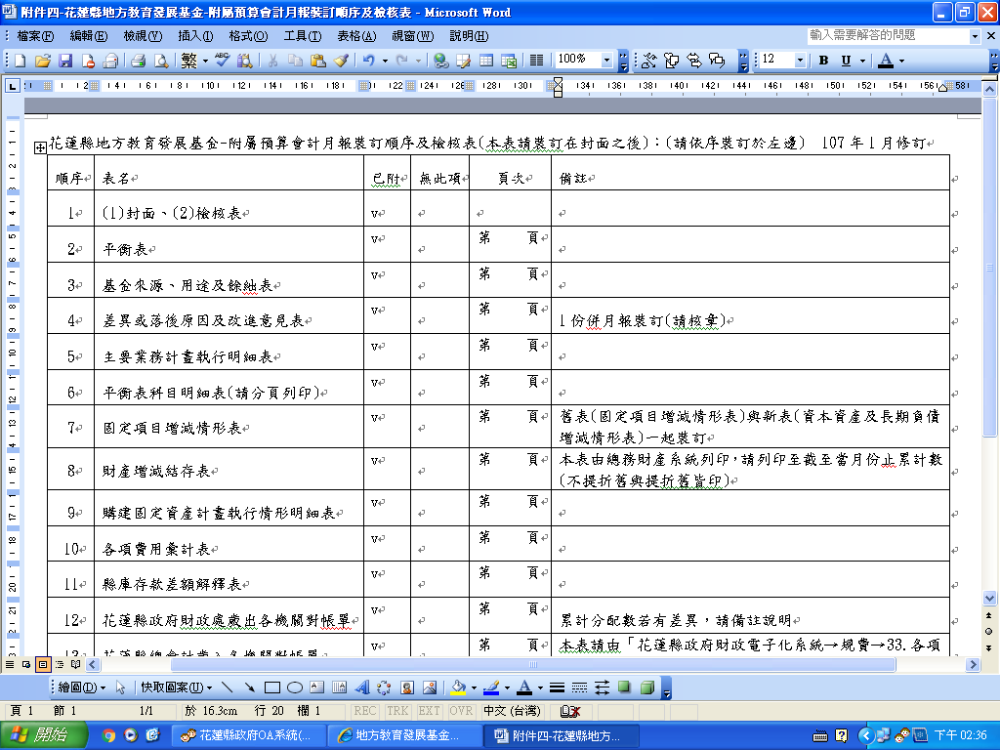 附件四-花蓮縣地方教育發展基金-附屬預算會計月報裝訂順序及檢核表 - Microsoft Word
檔案(F) 編輯(E) 檢視(V) 插入(I) 格式(O) 工具(T) 表格(A) 視窗(W) 說明(H) 輸入需要解答的問題
100% 12 B U A
花蓮縣地方教育發展基金-附屬預算會計月報裝訂順序及檢核表(本表請裝訂在封面之後):(請依序裝訂於左邊) 107 年 1 月修訂
順序 表名 已附 無此項 頁次 備註
1 (1)封面、(2)檢核表 v
2 平衡表 v 第 頁
3 基金來源、用途及餘絀表 v 第 頁
4 差異或落後原因及改進意見表 v 第 頁 1 份併月報裝訂(請核章)
5 主要業務計畫執行明細表 v 第 頁
6 平衡表科目明細表(請分頁列印) v 第 頁
7 固定項目增減情形表 v 第 頁 舊表(固定項目增減情形表)與新表(資本資產及長期負債
增減情形表)一起裝訂
8 財產增減結存表 v 第 頁 本表由總務財產系統列印,請列印至截至當月份止累計數
(不提折舊與提折舊皆印)
9 購建固定資產計畫執行情形明細表 v 第 頁
10 各項費用彙計表 v 第 頁
11 縣庫存款差額解釋表 v 第 頁
12 花蓮縣政府財政處歲出各機關對帳單 v 第 頁 累計分配數若有差異,請備註說明
13 花蓮縣總會計歲入各機關對帳單 v 第 頁 本表請由「花蓮縣政府財政電子化系統→規費→33.各項
繪圖(D) 快取圖案(U)
頁 1 節 1 1/1 於 16.3cm 行 20 欄 1 REC TRK EXT OVR 中文 (台灣)
開始 花蓮縣政府OA系統(... 地方教育發展基金... 附件四-花蓮縣地方... 下午 02:36